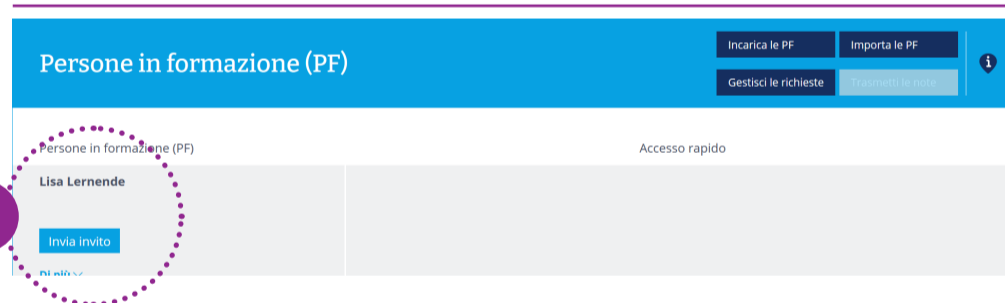 Persone in formazione (PF)
Incarica le PF
Importa le PF
Gestisci le richieste
Trasmetti le note
Persone in formazione (PF)
Accesso rapido
Lisa Lernende
Invia invito
Di più